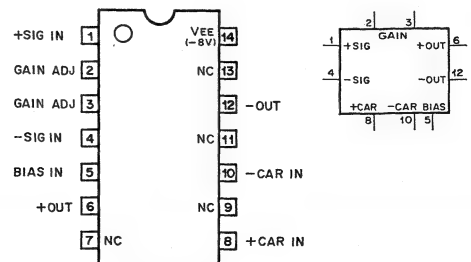 +SIG IN 1
GAIN ADJ 2
GAIN ADJ 3
-SIG IN 4
BIAS IN 5
+OUT 6
7 NC
VEE 14
(-8V)
NC 13
12 -OUT
NC 11
10 -CAR IN
NC 9
8 +CAR IN
2 3
GAIN
1 +SIG +OUT 6
4 -SIG -OUT 12
+CAR -CAR BIAS
8 10 5